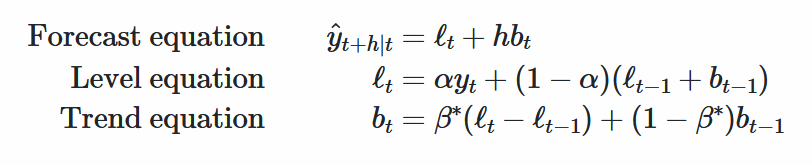 Forecast equation ŷ_{t+h|t} = ℓ_t + hb_t
Level equation ℓ_t = αy_t + (1 − α)(ℓ_{t−1} + b_{t−1})
Trend equation b_t = β*(ℓ_t − ℓ_{t−1}) + (1 − β*)b_{t−1}